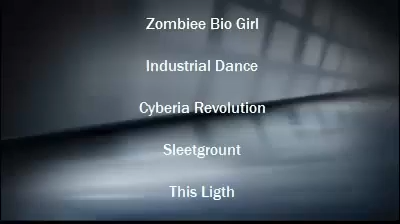 Zombiee Bio Girl
Industrial Dance
Cyberia Revolution
Sleetgrount
This Ligth